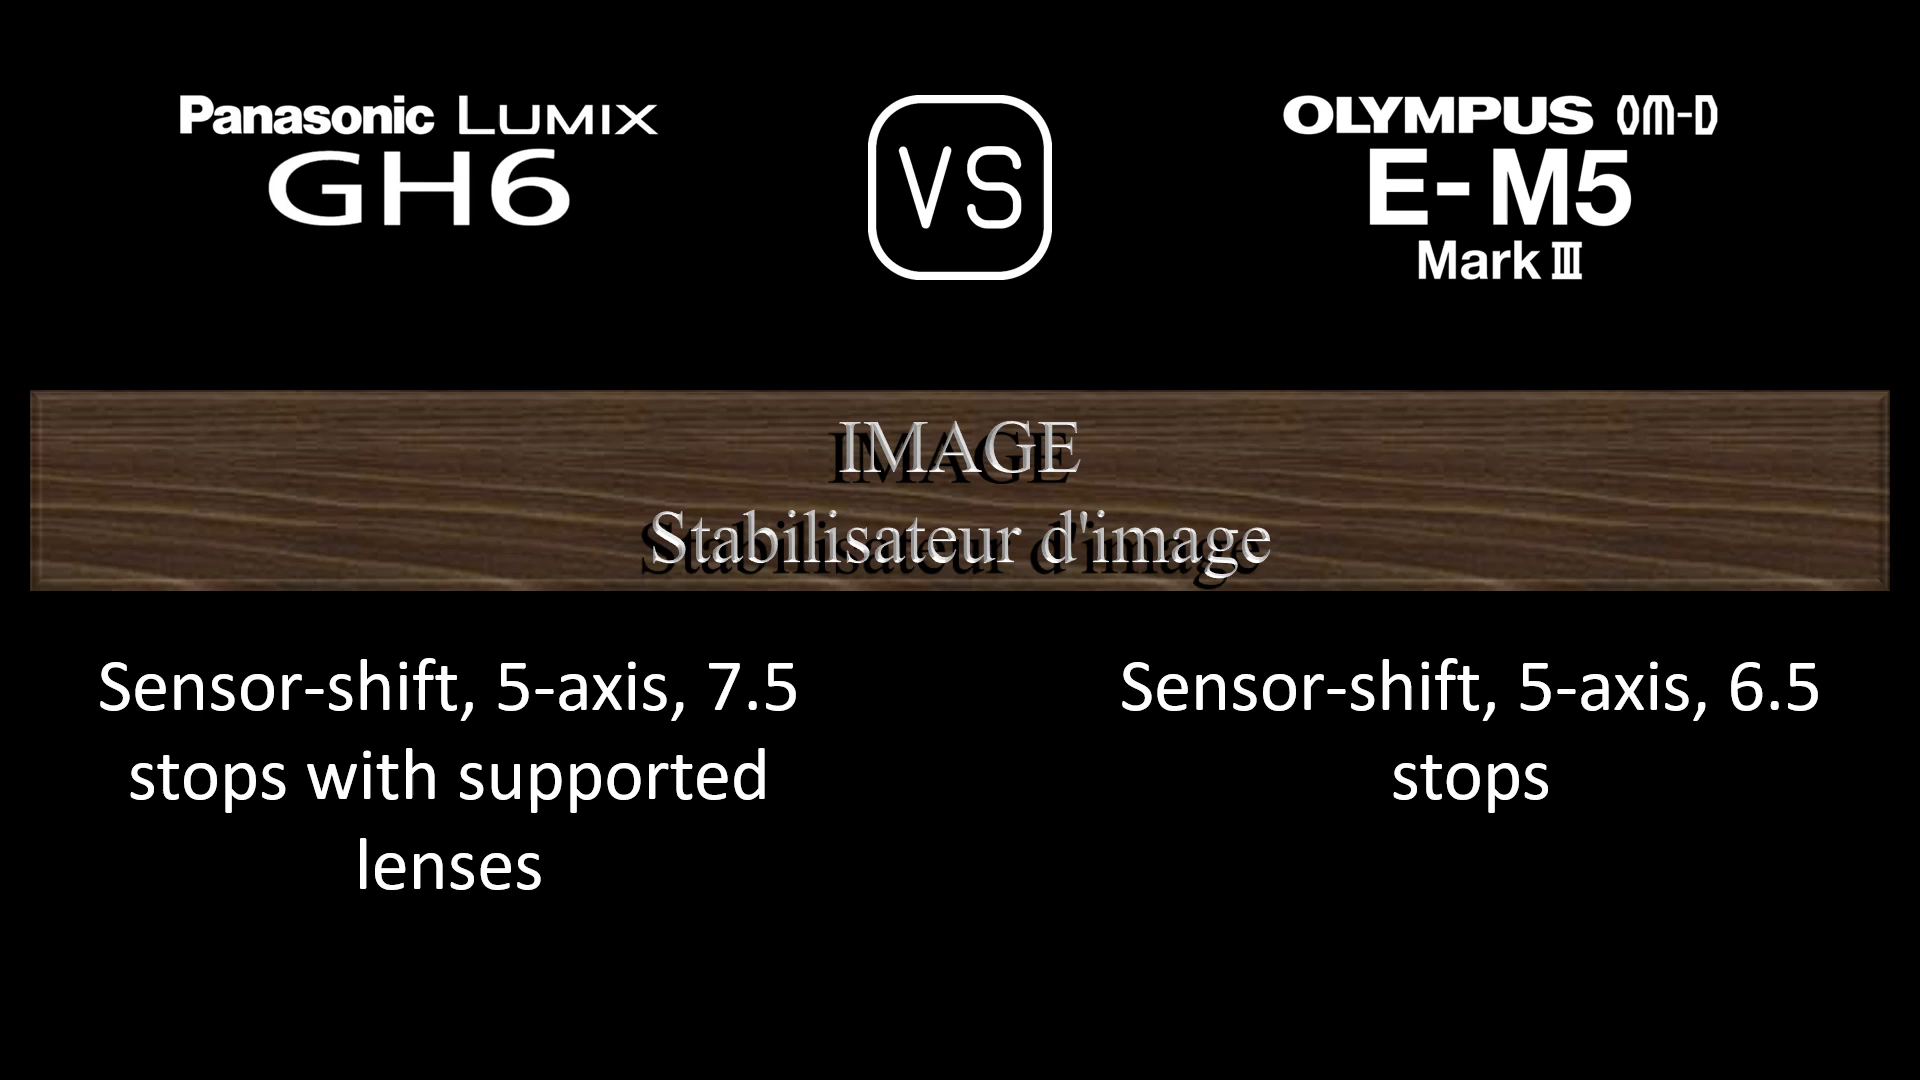 Panasonic LUMIX
GH6
VS
OLYMPUS OM-D
E-M5
Mark III
IMAGE
Stabilisateur d'image
Sensor-shift, 5-axis, 7.5
stops with supported
lenses
Sensor-shift, 5-axis, 6.5
stops